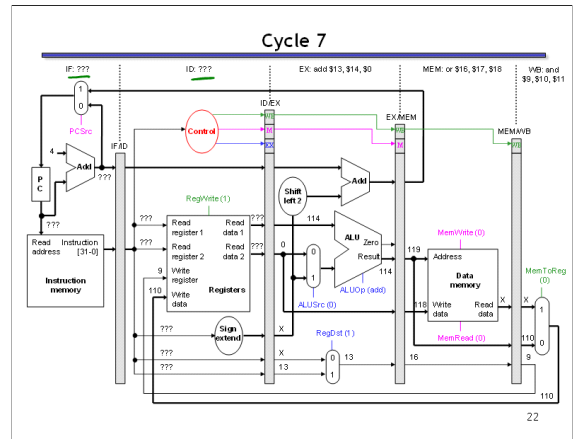 Cycle 7
IF: ???
ID: ???
EX: add $13, $14, $0
MEM: or $16, $17, $18
WB: and
$9, $10, $11
1
0
PCSrc
4
Add
???
P
C
???
Read
address
Instruction
[31-0]
Instruction
memory
IF/ID
Control
RegWrite (1)
???
???
Read
register 1
Read
data 1
Read
register 2
Read
data 2
Write
register
Write
data
Registers
9
110
???
Sign
extend
???
???
ID/EX
WB
M
EX
???
???
X
X
13
Shift
left 2
Add
114
0
0
1
ALUSrc (0)
ALU
Zero
Result
114
ALUOp (add)
RegDst (1)
0
1
13
EX/MEM
WB
M
119
118
16
MemWrite (0)
Address
Data
memory
Write
data
Read
data
MemRead (0)
MEM/WB
WB
X
X
110
9
MemToReg
(0)
1
0
110
22